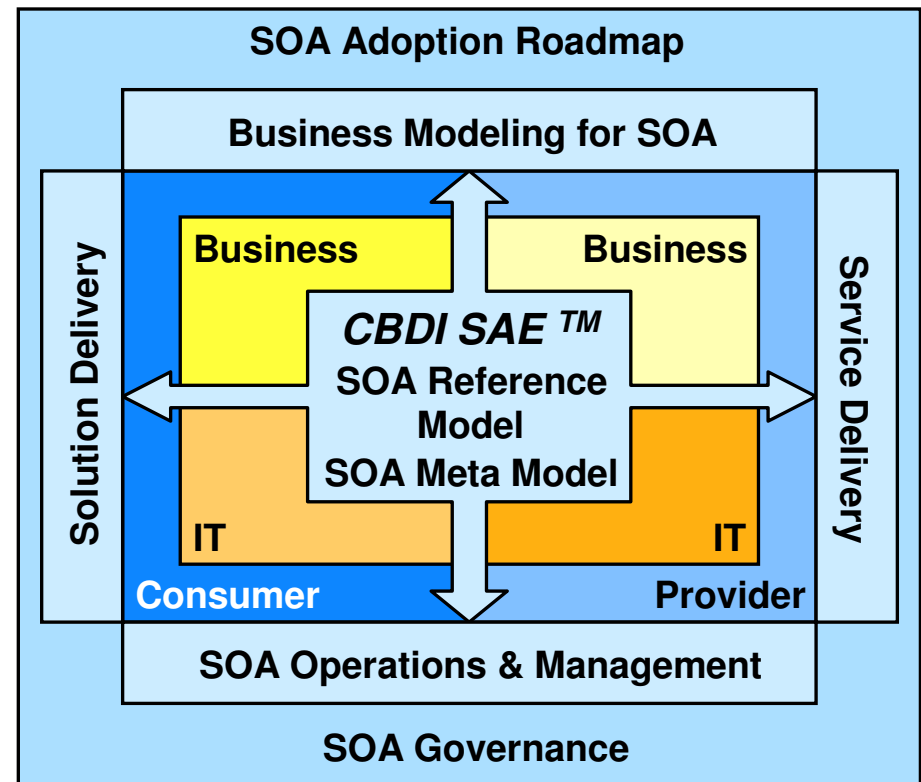 SOA Adoption Roadmap
Business Modeling for SOA
Solution Delivery
Business
Business
CBDI SAE ™
SOA Reference
Model
SOA Meta Model
IT
IT
Consumer
Provider
Service Delivery
SOA Operations & Management
SOA Governance